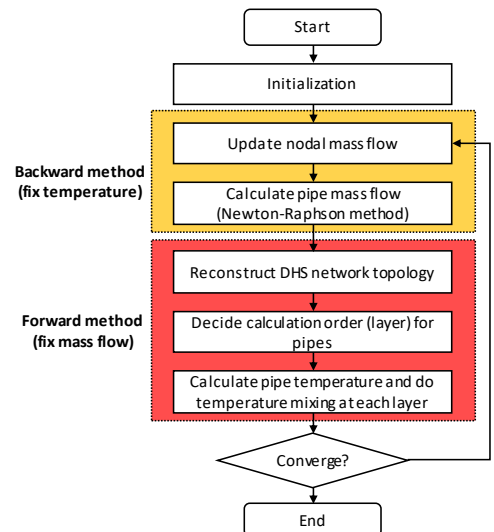 Start
Initialization
Update nodal mass flow
Backward method
(fix temperature)
Calculate pipe mass flow
(Newton-Raphson method)
Reconstruct DHS network topology
Forward method
(fix mass flow)
Decide calculation order (layer) for
pipes
Calculate pipe temperature and do
temperature mixing at each layer
Converge?
End